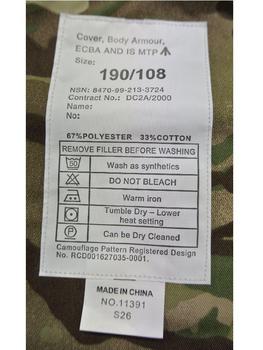 Cover, Body Armour,
ECBA AND IS MTP
Size:
190/108
NSN: 8470-99-213-3724
Contract No.: DC2A/2000
Name:
No:
67%POLYESTER 33%COTTON
REMOVE FILLER BEFORE WASHING
50 Wash as synthetics
DO NOT BLEACH
Warm iron
Tumble Dry – Lower
heat setting
P Can be Dry Cleaned
Camouflage Pattern Registered Design
No. RCD001627035-0001.
MADE IN CHINA
NO.11391
S26